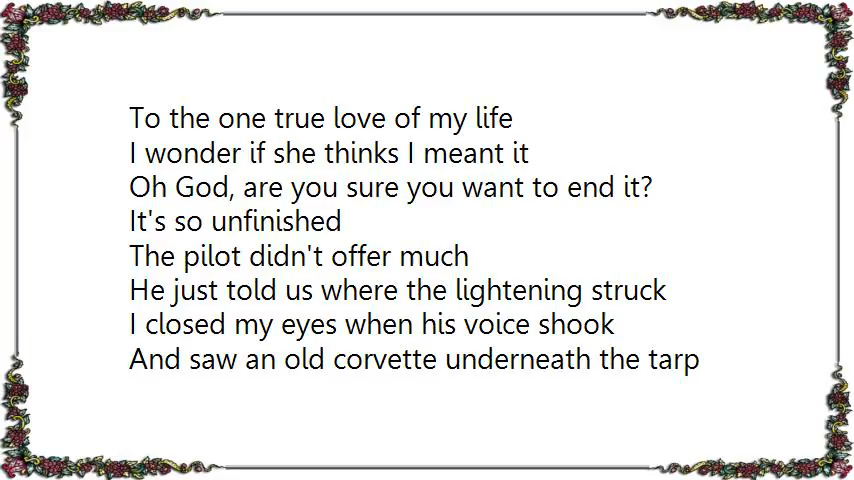 To the one true love of my life
I wonder if she thinks I meant it
Oh God, are you sure you want to end it?
It's so unfinished
The pilot didn't offer much
He just told us where the lightening struck
I closed my eyes when his voice shook
And saw an old corvette underneath the tarp